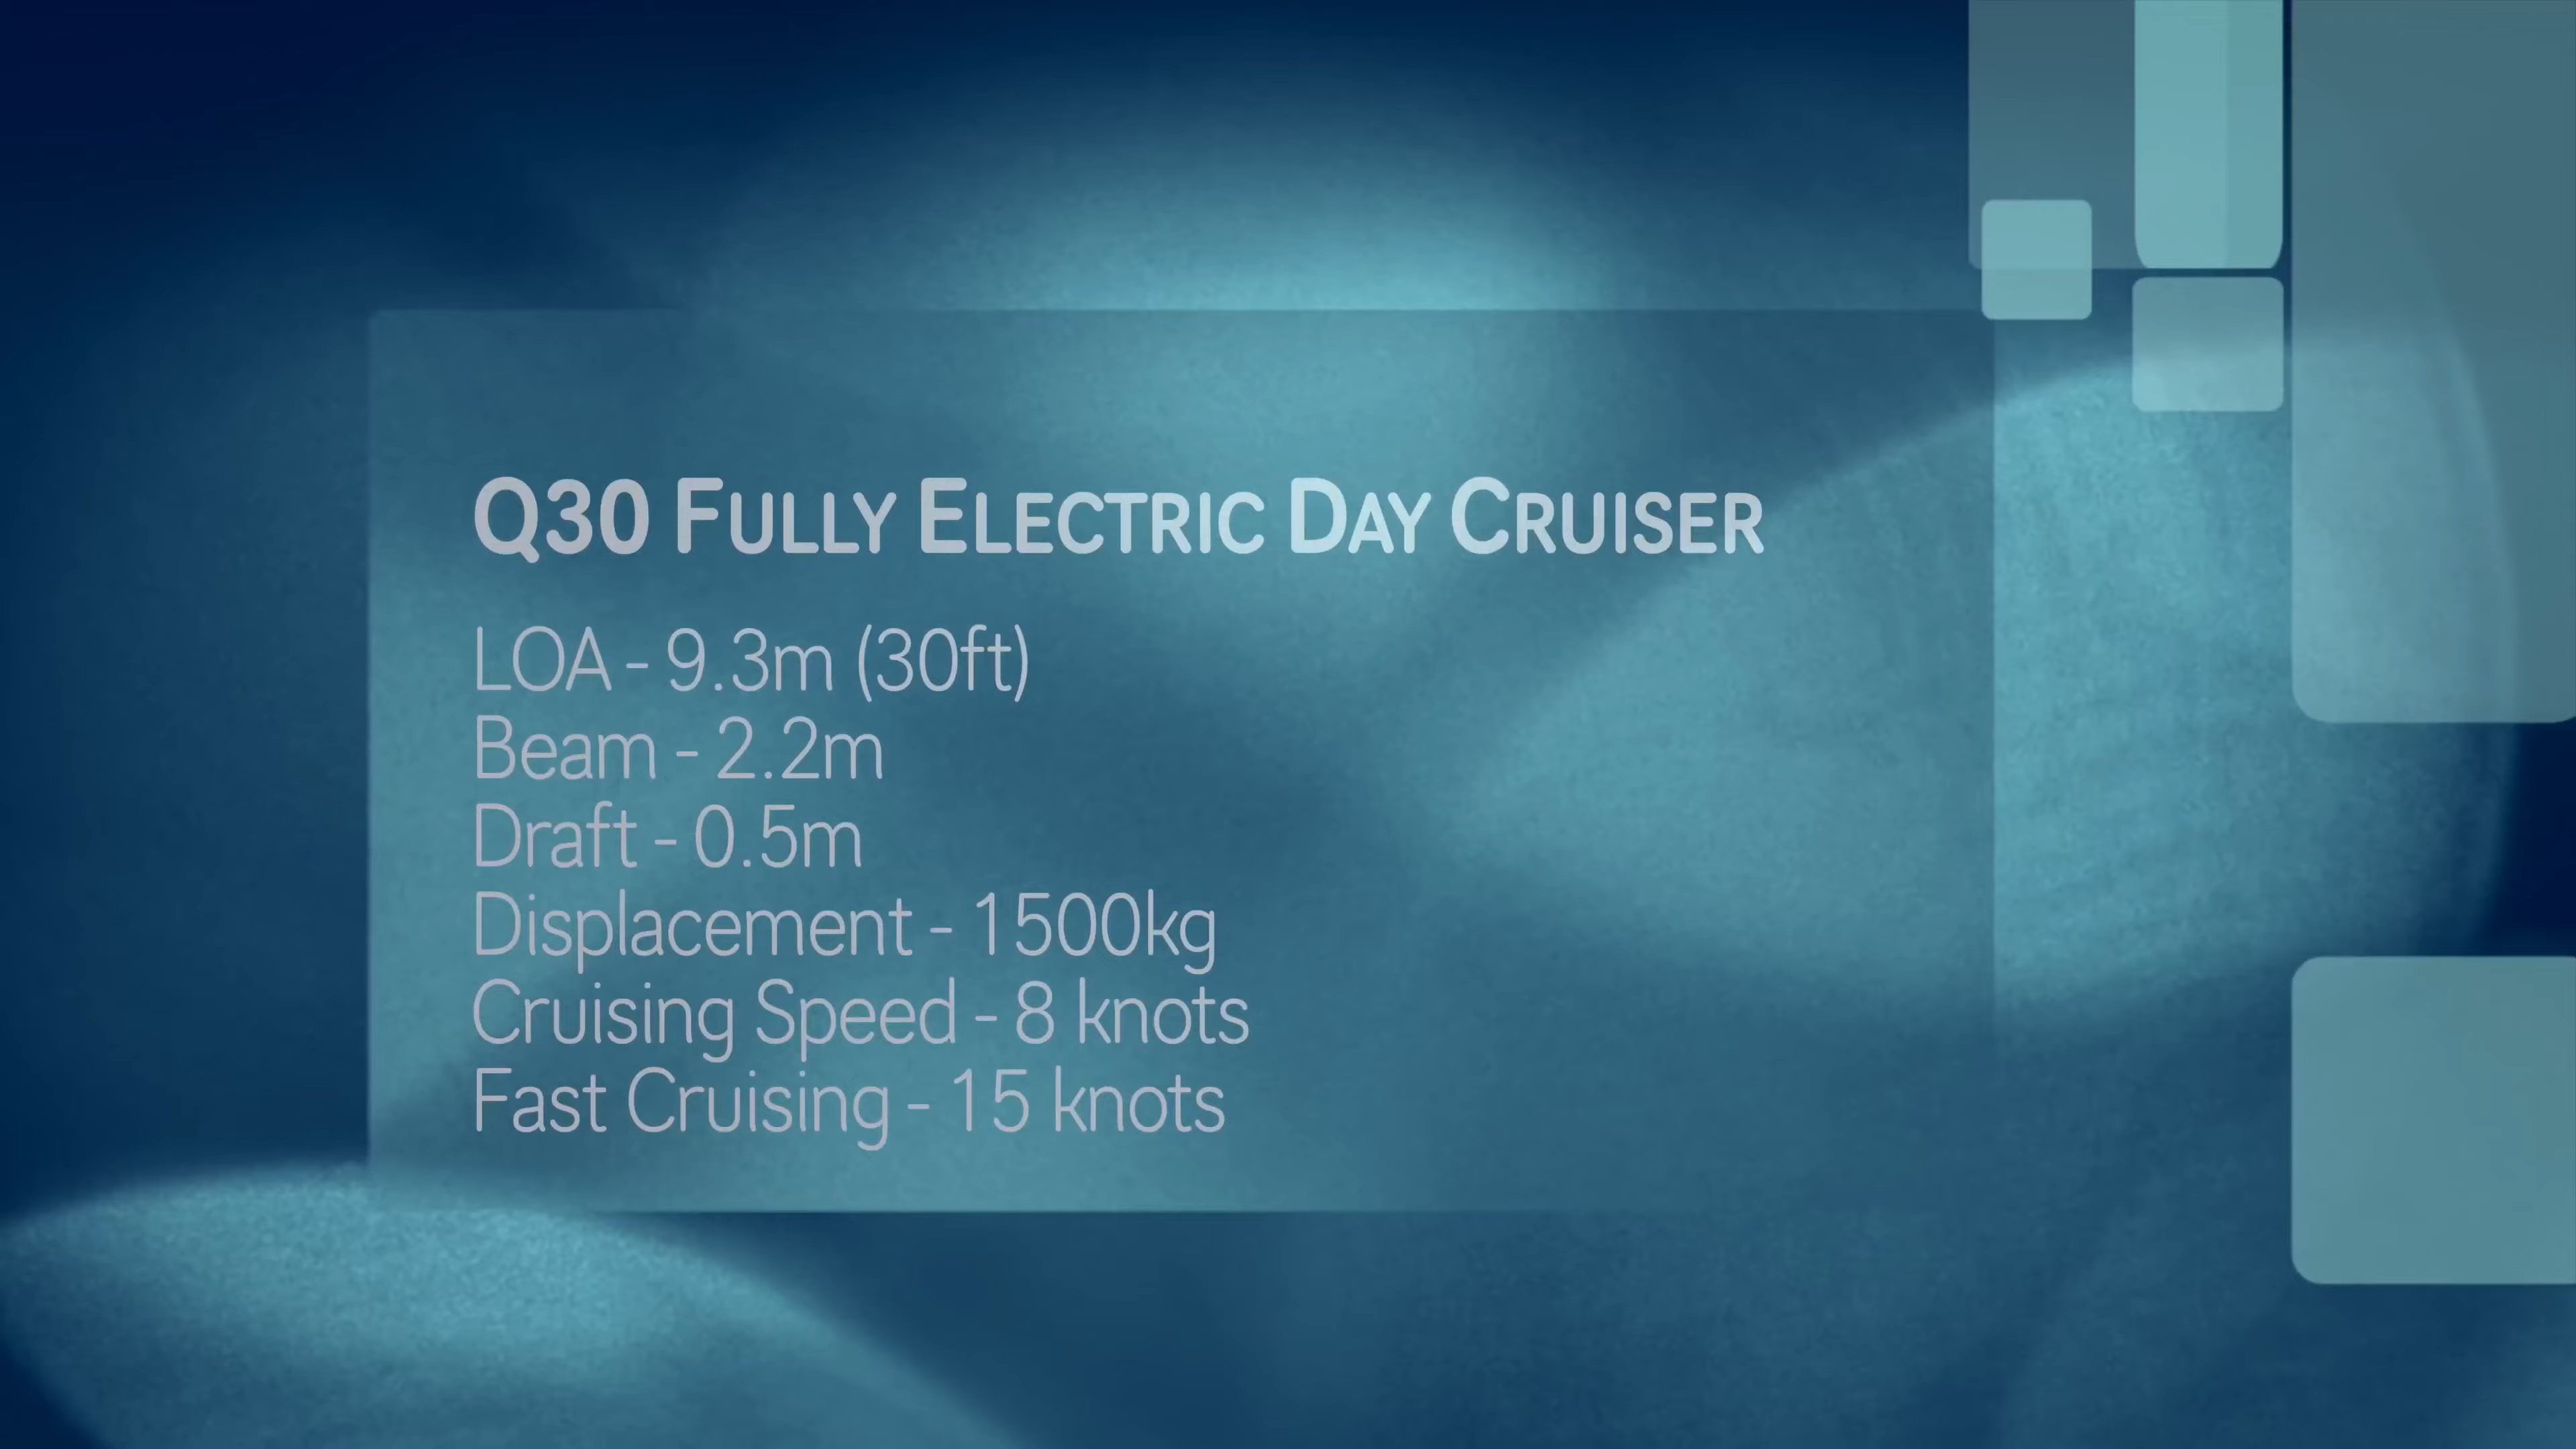 Q30 FULLY ELECTRIC DAY CRUISER
LOA - 9.3m (30ft)
Beam - 2.2m
Draft - 0.5m
Displacement - 1500kg
Cruising Speed - 8 knots
Fast Cruising - 15 knots